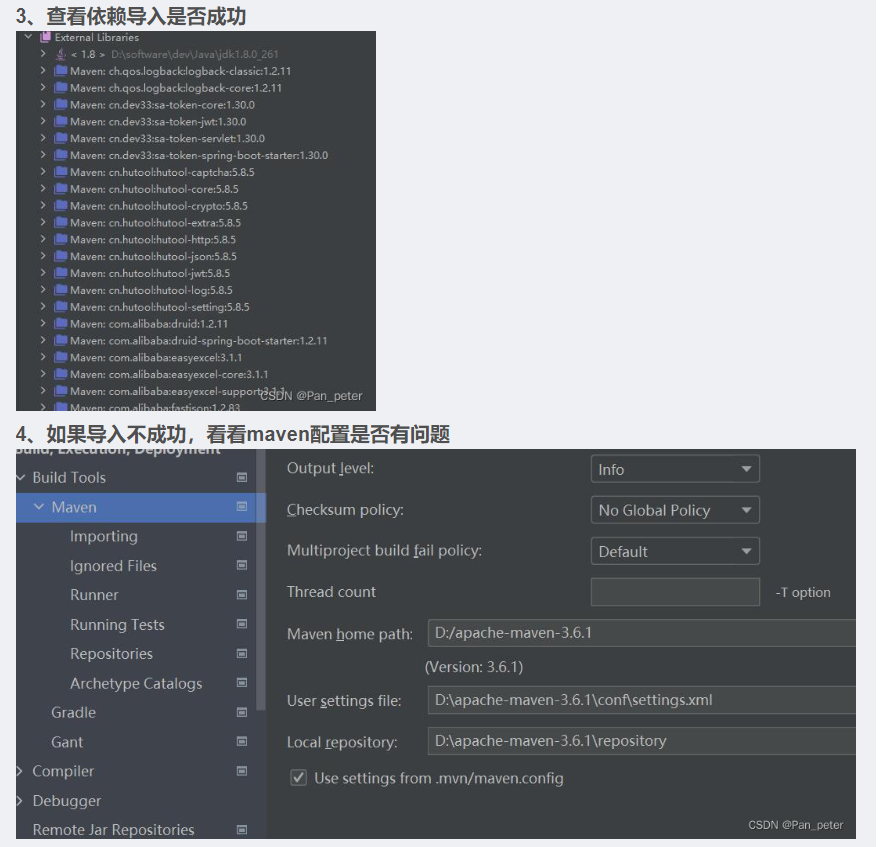 3、查看依赖导入是否成功
External Libraries
< 1.8 > D:\software\dev\Java\jdk1.8.0_261
Maven: ch.qos.logback:logback-classic:1.2.11
Maven: ch.qos.logback:logback-core:1.2.11
Maven: cn.dev33:sa-token-core:1.30.0
Maven: cn.dev33:sa-token-jwt:1.30.0
Maven: cn.dev33:sa-token-servlet:1.30.0
Maven: cn.dev33:sa-token-spring-boot-starter:1.30.0
Maven: cn.hutool:hutool-captcha:5.8.5
Maven: cn.hutool:hutool-core:5.8.5
Maven: cn.hutool:hutool-crypto:5.8.5
Maven: cn.hutool:hutool-extra:5.8.5
Maven: cn.hutool:hutool-http:5.8.5
Maven: cn.hutool:hutool-json:5.8.5
Maven: cn.hutool:hutool-jwt:5.8.5
Maven: cn.hutool:hutool-log:5.8.5
Maven: cn.hutool:hutool-setting:5.8.5
Maven: com.alibaba:druid:1.2.11
Maven: com.alibaba:druid-spring-boot-starter:1.2.11
Maven: com.alibaba:easyexcel:3.1.1
Maven: com.alibaba:easyexcel-core:3.1.1
Maven: com.alibaba:easyexcel-support:3.1.1
CSDN @Pan_peter
Maven: com.alibaba:fastjson:1.2.83
4、如果导入不成功，看看maven配置是否有问题
Build, Execution, Deployment
Build Tools
Maven
Importing
Ignored Files
Runner
Running Tests
Repositories
Archetype Catalogs
Gradle
Gant
Compiler
Debugger
Remote Jar Repositories
Output level: Info
Checksum policy: No Global Policy
Multiproject build fail policy: Default
Thread count -T option
Maven home path: D:/apache-maven-3.6.1
(Version: 3.6.1)
User settings file: D:\apache-maven-3.6.1\conf\settings.xml
Local repository: D:\apache-maven-3.6.1\repository
Use settings from .mvn/maven.config
CSDN @Pan_peter